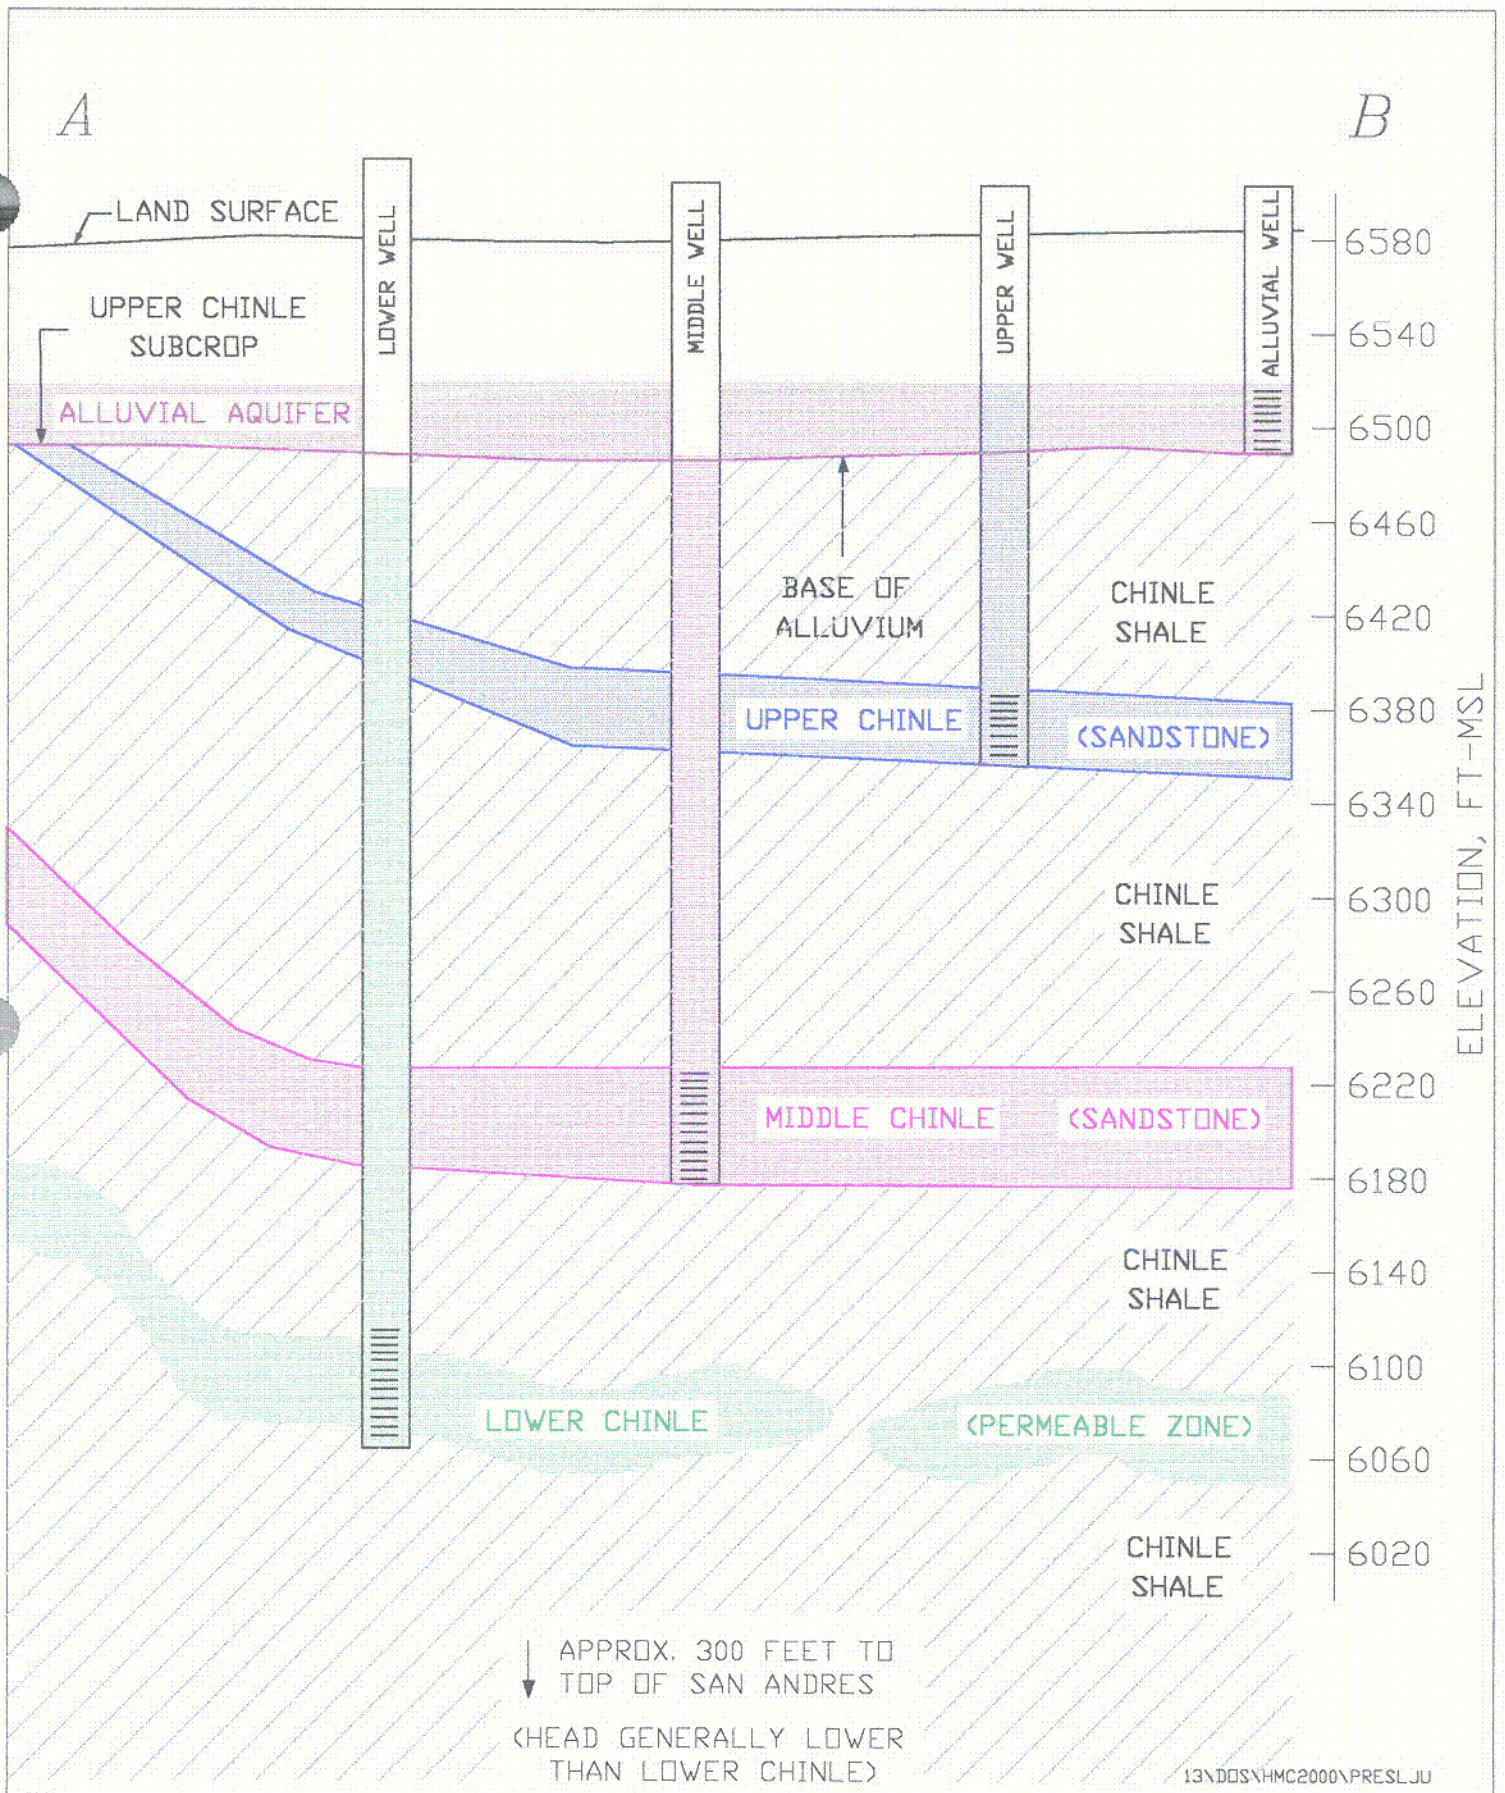 A
B
LAND SURFACE
LOWER WELL
MIDDLE WELL
UPPER WELL
ALLUVIAL WELL
UPPER CHINLE
SUBCROP
ALLUVIAL AQUIFER
BASE OF
ALLUVIUM
CHINLE
SHALE
UPPER CHINLE
(SANDSTONE)
CHINLE
SHALE
MIDDLE CHINLE
(SANDSTONE)
CHINLE
SHALE
LOWER CHINLE
(PERMEABLE ZONE)
CHINLE
SHALE
6580
6540
6500
6460
6420
6380
6340
6300
6260
6220
6180
6140
6100
6060
6020
ELEVATION, FT-MSL
APPROX. 300 FEET TO
TOP OF SAN ANDRES
(HEAD GENERALLY LOWER
THAN LOWER CHINLE)
13\DOS\HMC2000\PRESLJU